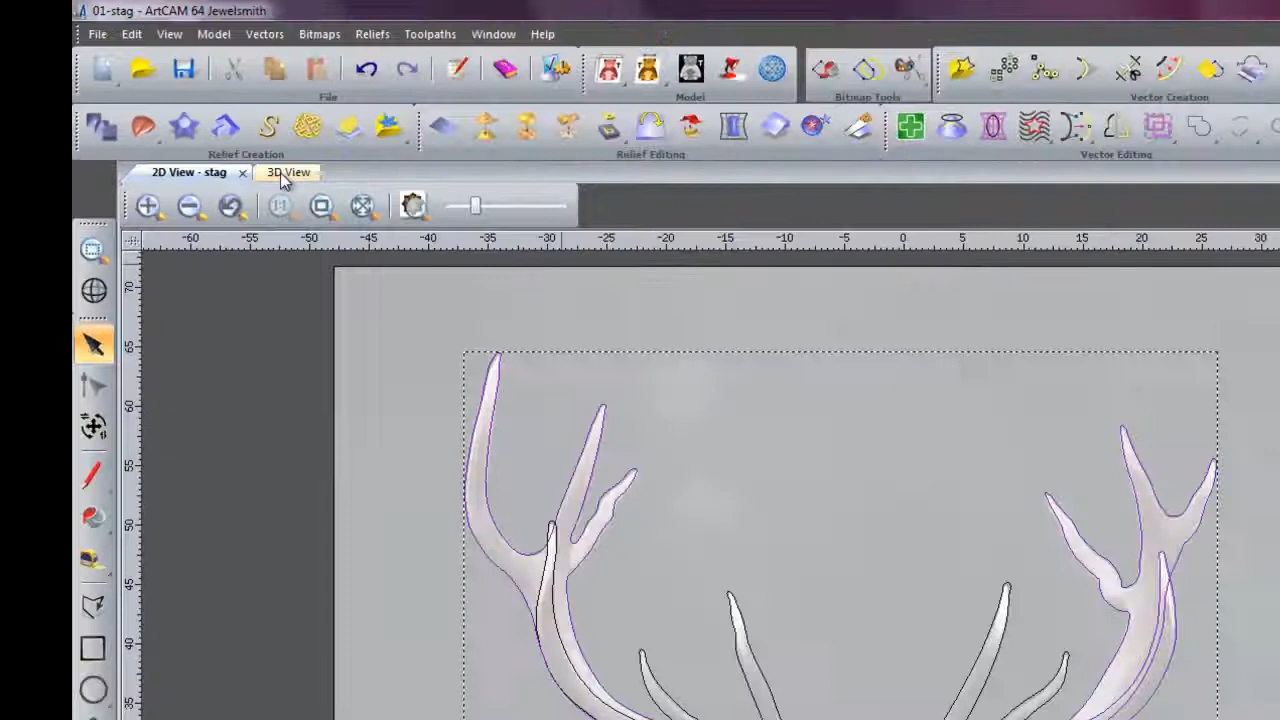 01-stag - ArtCAM 64 Jewelsmith
File Edit View Model Vectors Bitmaps Reliefs Toolpaths Window Help
File Model Bitmap Tools Vector Creation
Relief Creation Relief Editing Vector Editing
2D View - stag 3D View
-60 -55 -50 -45 -40 -35 -30 -25 -20 -15 -10 -5 0 5 10 15 20 25 30
70
65
60
55
50
45
40
35